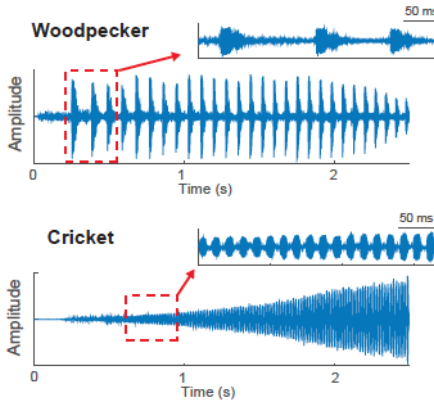 50 ms
Woodpecker
Amplitude
0 1 2
Time (s)
50 ms
Cricket
Amplitude
0 1 2
Time (s)